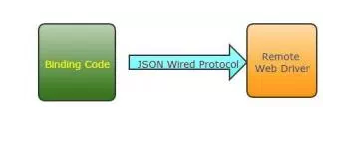 Binding Code
JSON Wired Protocol
Remote
Web Driver